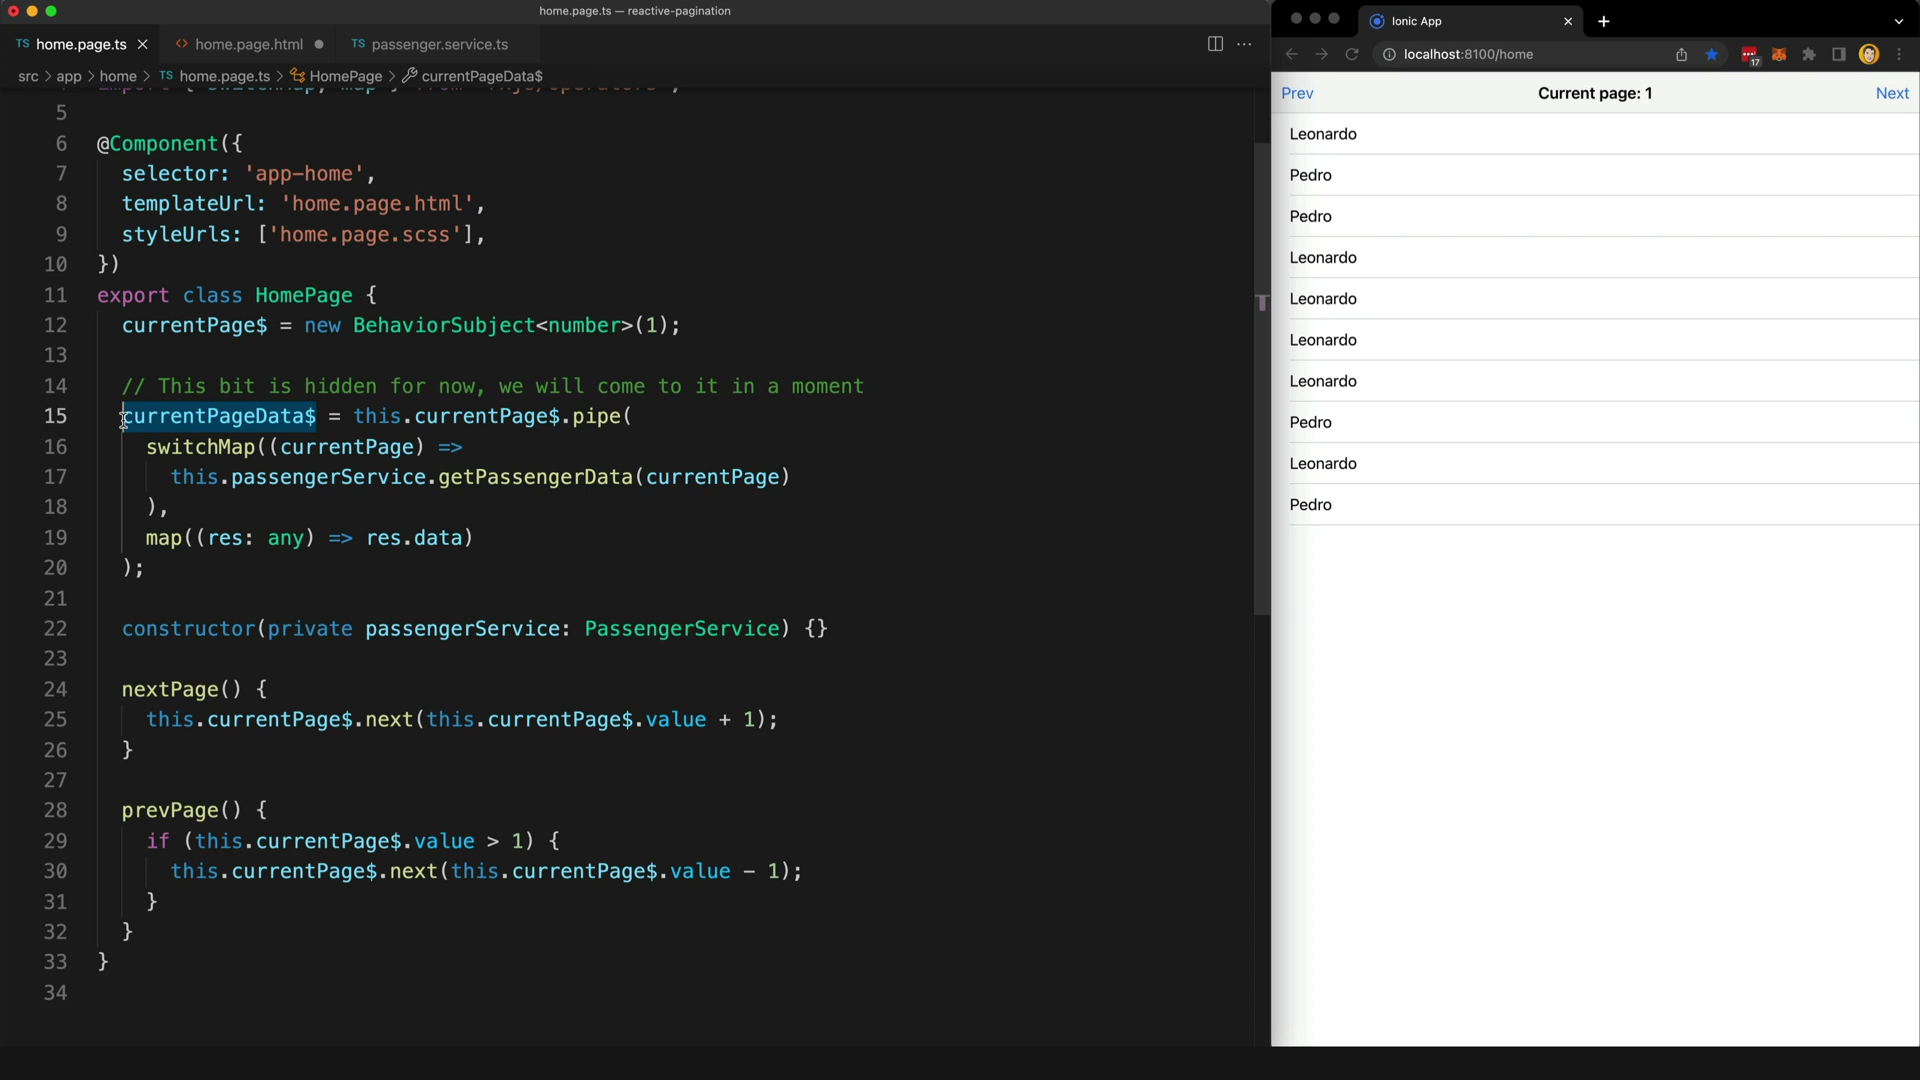 home.page.ts — reactive-pagination
TS home.page.ts
<> home.page.html
TS passenger.service.ts
src > app > home > TS home.page.ts > HomePage > currentPageData$
5
6 @Component({
7 selector: 'app-home',
8 templateUrl: 'home.page.html',
9 styleUrls: ['home.page.scss'],
10 })
11 export class HomePage {
12 currentPage$ = new BehaviorSubject<number>(1);
13
14 // This bit is hidden for now, we will come to it in a moment
15 currentPageData$ = this.currentPage$.pipe(
16 switchMap((currentPage) =>
17 this.passengerService.getPassengerData(currentPage)
18 ),
19 map((res: any) => res.data)
20 );
21
22 constructor(private passengerService: PassengerService) {}
23
24 nextPage() {
25 this.currentPage$.next(this.currentPage$.value + 1);
26 }
27
28 prevPage() {
29 if (this.currentPage$.value > 1) {
30 this.currentPage$.next(this.currentPage$.value - 1);
31 }
32 }
33 }
34
Ionic App
localhost:8100/home
17
Prev
Current page: 1
Next
Leonardo
Pedro
Pedro
Leonardo
Leonardo
Leonardo
Leonardo
Pedro
Leonardo
Pedro